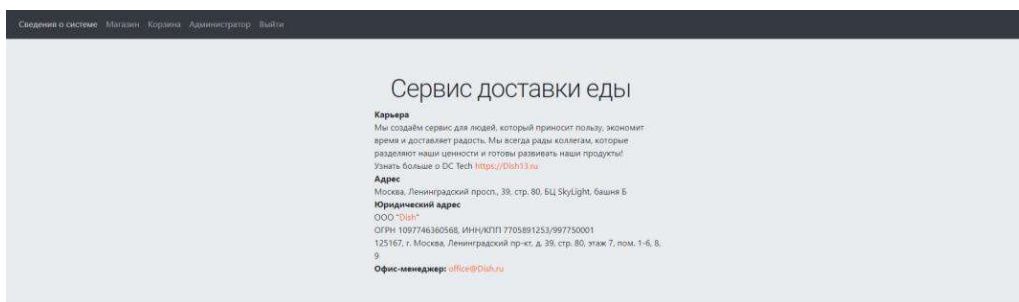 Сведения о системе Магазин Корзина Администратор Выйти
Сервис доставки еды
Карьера
Мы создаём сервис для людей, который приносит пользу, экономит
время и доставляет радость. Мы всегда рады коллегам, которые
разделяют наши ценности и готовы развивать наши продукты!
Узнать больше о DC Tech https://Dish13.ru
Адрес
Москва, Ленинградский просп., 39, стр. 80, БЦ SkyLight, башня Б
Юридический адрес
ООО "Dish"
ОГРН 1097746360568, ИНН/КПП 7705891253/997750001
125167, г. Москва, Ленинградский пр-кт, д. 39, стр. 80, этаж 7, пом. 1-6, 8,
9
Офис-менеджер: office@Dish.ru